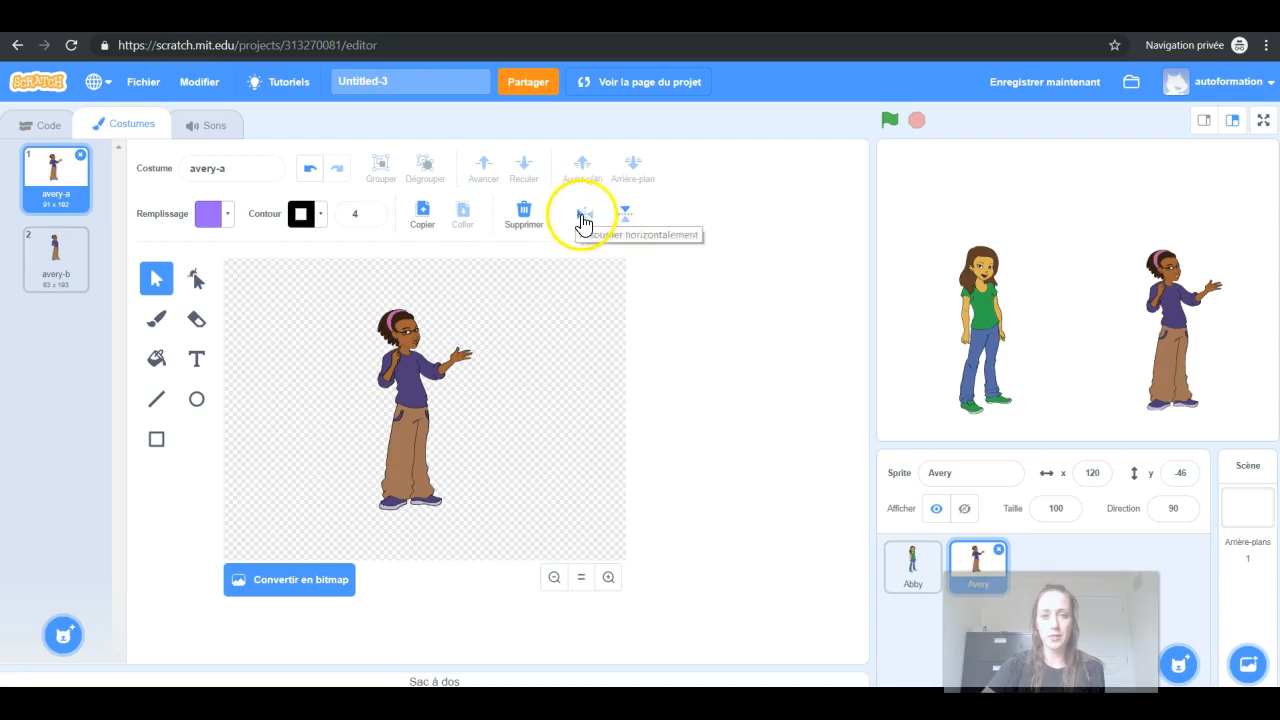 https://scratch.mit.edu/projects/313270081/editor
Navigation privée
SCRATCH
Fichier
Modifier
Tutoriels
Untitled-3
Partager
Voir la page du projet
Enregistrer maintenant
autoformation
Code
Costumes
Sons
1
avery-a
91 x 192
2
avery-b
63 x 193
Costume
avery-a
Grouper
Dégrouper
Avancer
Reculer
Avant-plan
Arrière-plan
Remplissage
Contour
4
Copier
Coller
Supprimer
horizontalement
T
Convertir en bitmap
Sac à dos
Sprite
Avery
x
120
y
-46
Afficher
Taille
100
Direction
90
Abby
Avery
Scène
Arrière-plans
1